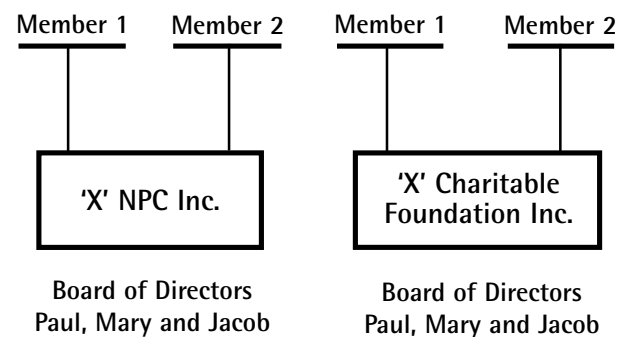 Member 1 Member 2
'X' NPC Inc.
Board of Directors
Paul, Mary and Jacob
Member 1 Member 2
‘X’ Charitable
Foundation Inc.
Board of Directors
Paul, Mary and Jacob